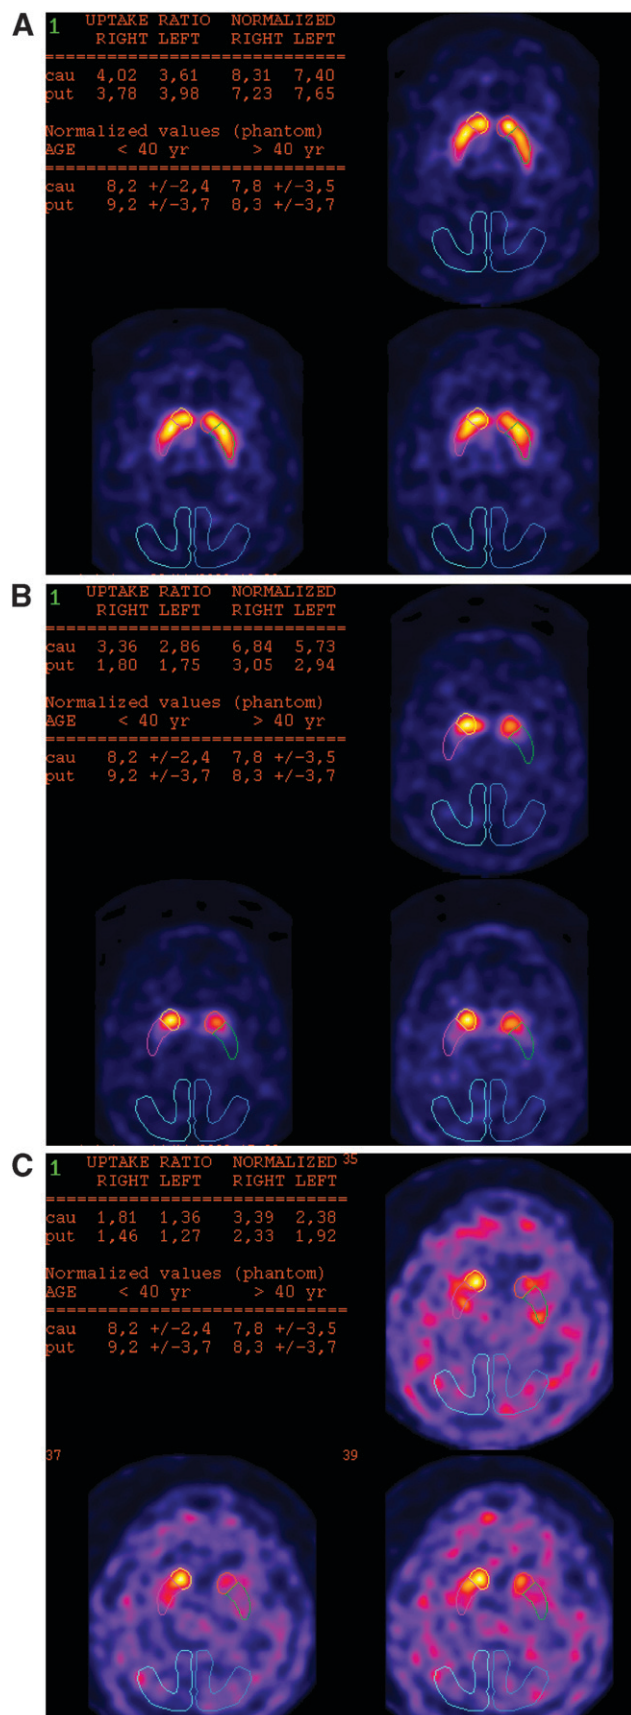 A
1 UPTAKE RATIO NORMALIZED
RIGHT LEFT RIGHT LEFT
==============================
cau 4,02 3,61 8,31 7,40
put 3,78 3,98 7,23 7,65
Normalized values (phantom)
AGE < 40 yr > 40 yr
==============================
cau 8,2 +/-2,4 7,8 +/-3,5
put 9,2 +/-3,7 8,3 +/-3,7
B
1 UPTAKE RATIO NORMALIZED
RIGHT LEFT RIGHT LEFT
==============================
cau 3,36 2,86 6,84 5,73
put 1,80 1,75 3,05 2,94
Normalized values (phantom)
AGE < 40 yr > 40 yr
==============================
cau 8,2 +/-2,4 7,8 +/-3,5
put 9,2 +/-3,7 8,3 +/-3,7
C
1 UPTAKE RATIO NORMALIZED 35
RIGHT LEFT RIGHT LEFT
==============================
cau 1,81 1,36 3,39 2,38
put 1,46 1,27 2,33 1,92
Normalized values (phantom)
AGE < 40 yr > 40 yr
==============================
cau 8,2 +/-2,4 7,8 +/-3,5
put 9,2 +/-3,7 8,3 +/-3,7
37 39